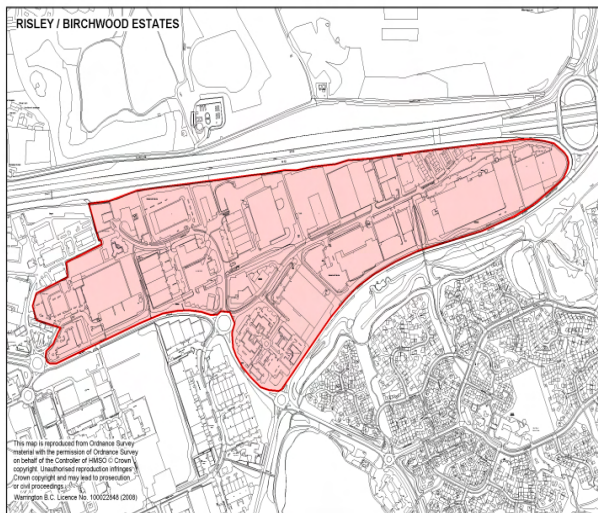 RISLEY / BIRCHWOOD ESTATES
This map is reproduced from Ordnance Survey
material with the permission of Ordnance Survey
on behalf of the Controller of HMSO © Crown
copyright. Unauthorised reproduction infringes
Crown copyright and may lead to prosecution
or civil proceedings.
Warrington B.C. Licence No. 100022848 (2008)